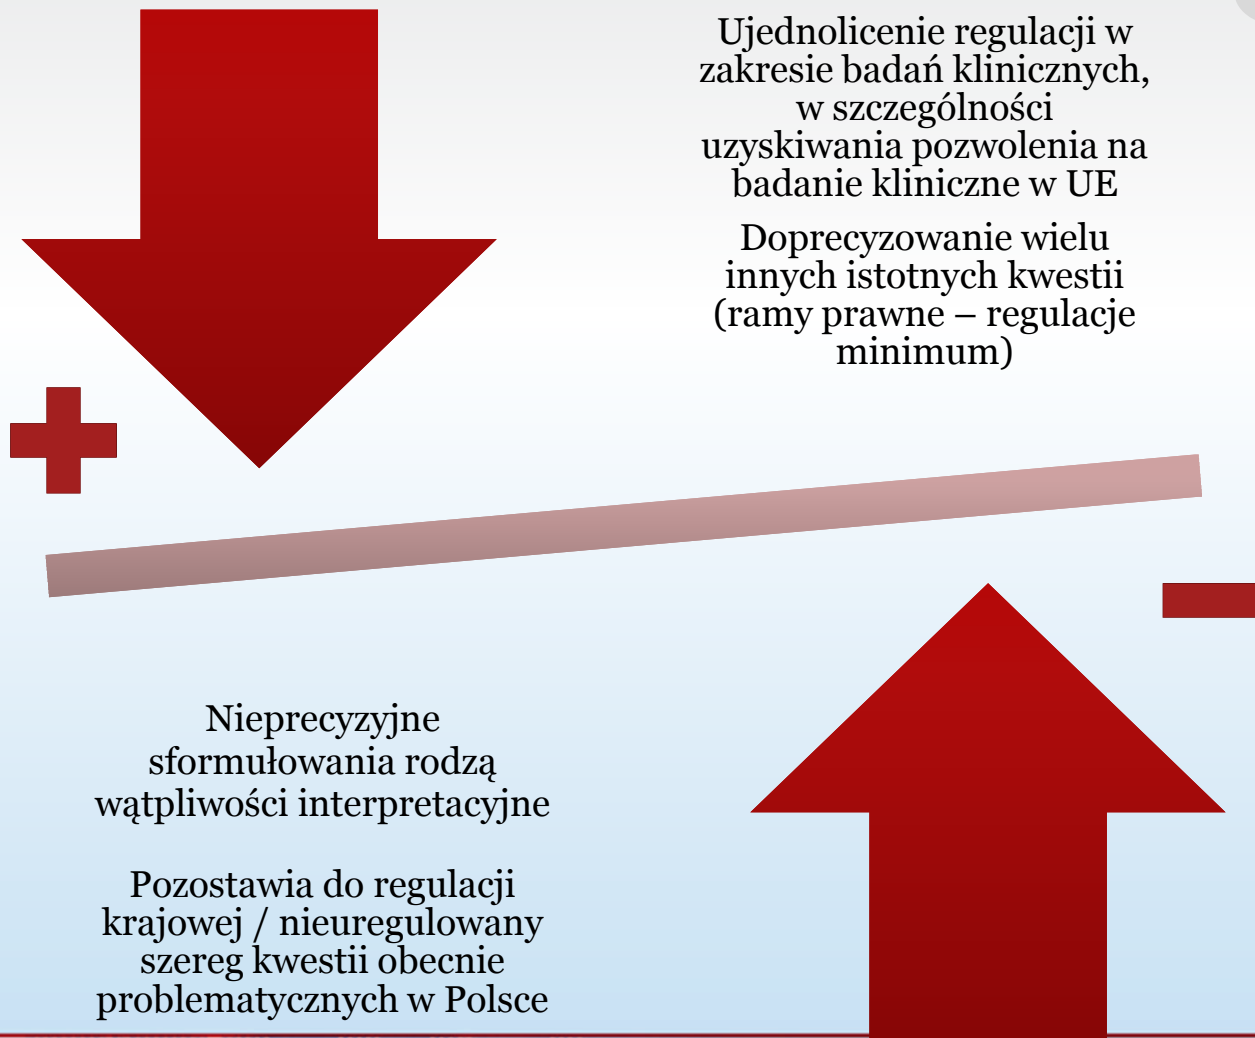 Ujednolicenie regulacji w
zakresie badań klinicznych,
w szczególności
uzyskiwania pozwolenia na
badanie kliniczne w UE
Doprecyzowanie wielu
innych istotnych kwestii
(ramy prawne – regulacje
minimum)
Nieprecyzyjne
sformułowania rodzą
wątpliwości interpretacyjne
Pozostawia do regulacji
krajowej / nieuregulowany
szereg kwestii obecnie
problematycznych w Polsce